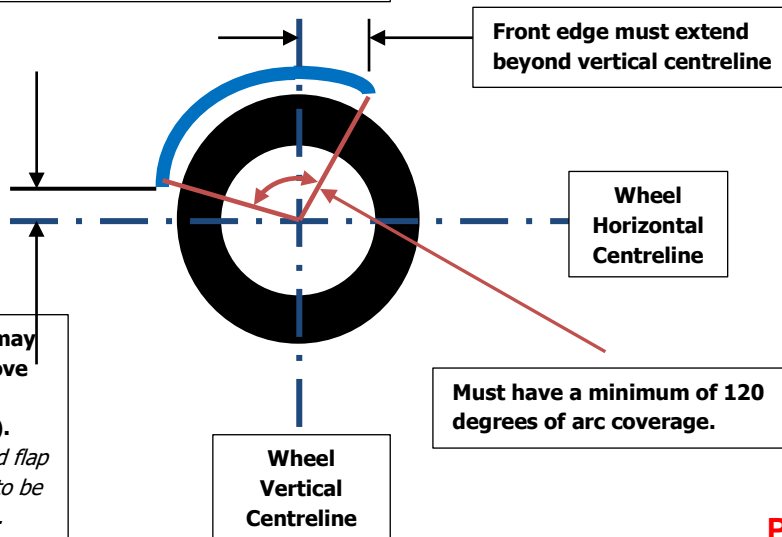 Front edge must extend
beyond vertical centreline
Wheel
Horizontal
Centreline
may
).
flap
to be
.
Must have a minimum of 120
degrees of arc coverage.
Wheel
Vertical
Centreline
P